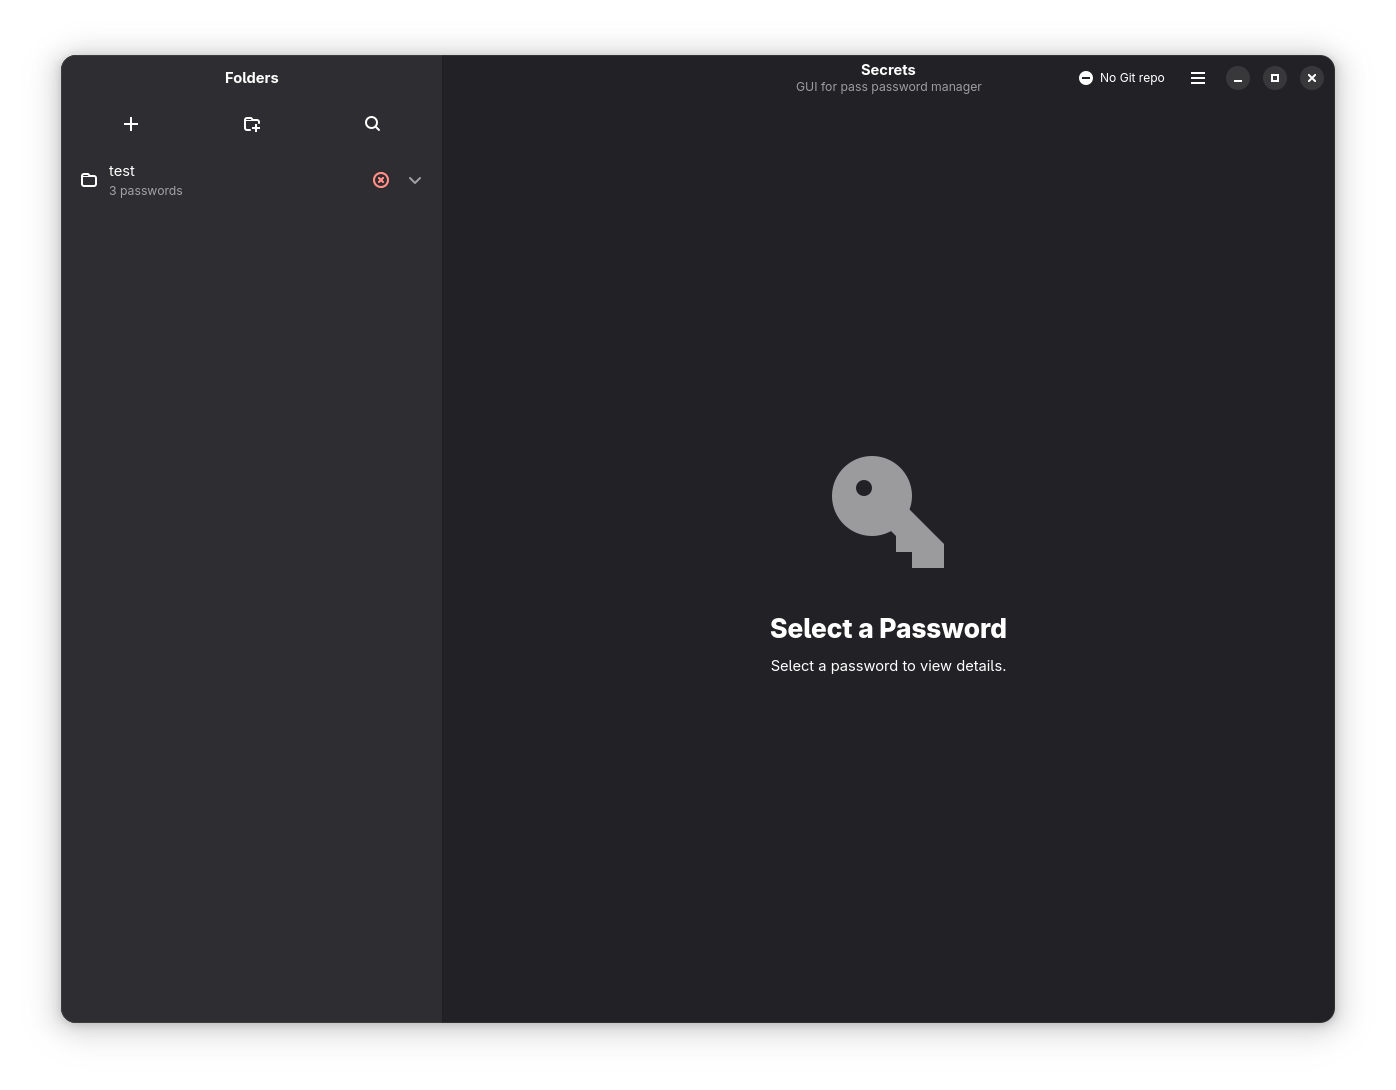 Folders
test
3 passwords
Secrets
GUI for pass password manager
No Git repo
Select a Password
Select a password to view details.